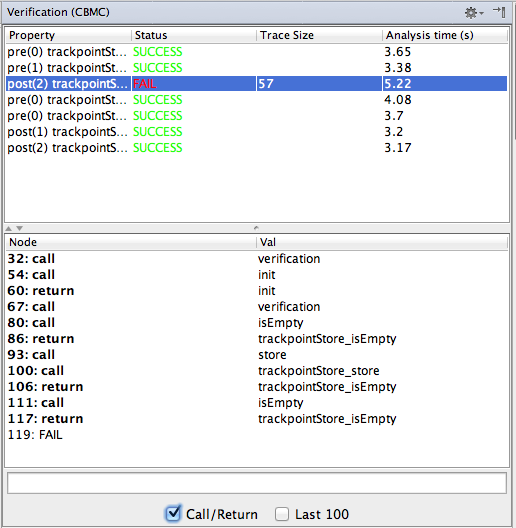 Verification (CBMC)
Property Status Trace Size Analysis time (s)
pre(0) trackpointSt... SUCCESS 3.65
pre(1) trackpointSt... SUCCESS 3.38
post(2) trackpointS... FAIL 57 5.22
pre(0) trackpointSt... SUCCESS 4.08
pre(0) trackpointSt... SUCCESS 3.7
post(1) trackpointS... SUCCESS 3.2
post(2) trackpointS... SUCCESS 3.17
Node Val
32: call verification
54: call init
60: return init
67: call verification
80: call isEmpty
86: return trackpointStore_isEmpty
93: call store
100: call trackpointStore_store
106: return trackpointStore_isEmpty
111: call isEmpty
117: return trackpointStore_isEmpty
119: FAIL
Call/Return Last 100